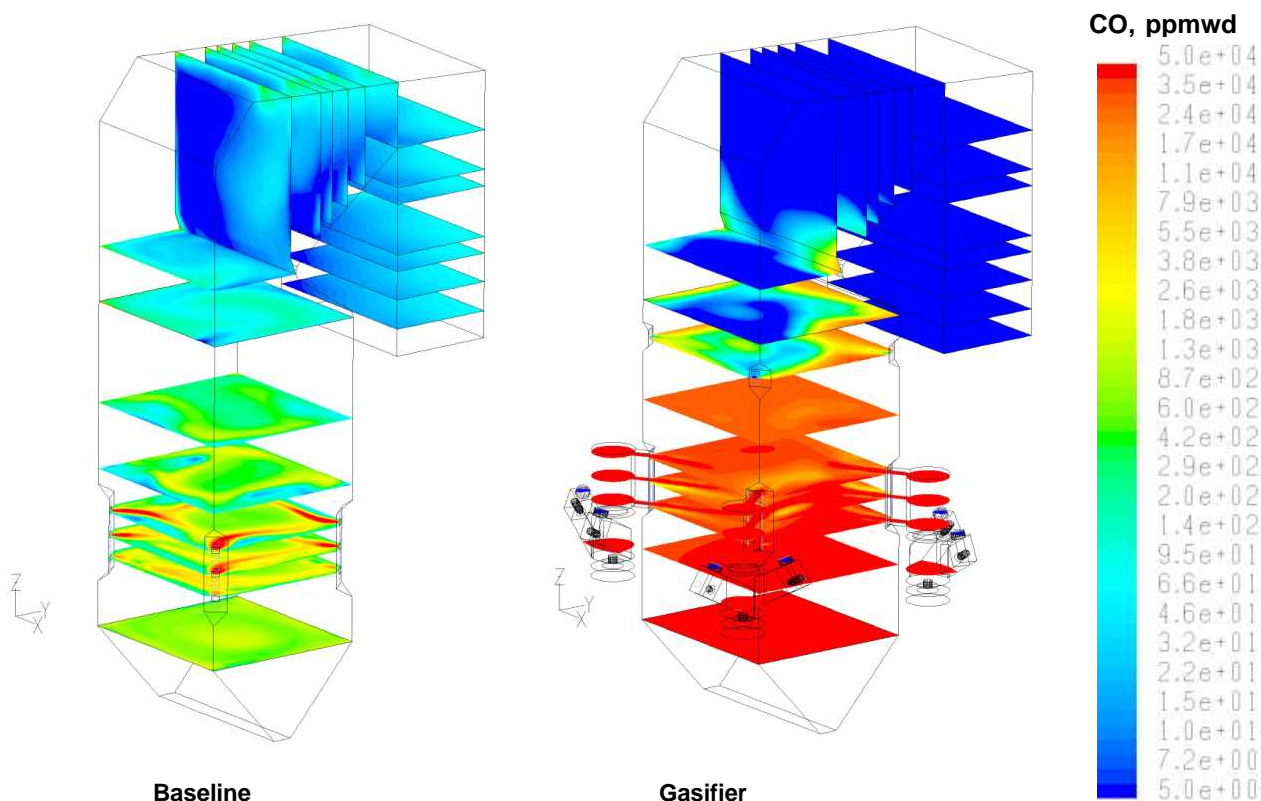 CO, ppmwd
5.0e+04
3.5e+04
2.4e+04
1.7e+04
1.1e+04
7.9e+03
5.5e+03
3.8e+03
2.6e+03
1.8e+03
1.3e+03
8.7e+02
6.0e+02
4.2e+02
2.9e+02
2.0e+02
1.4e+02
9.5e+01
6.6e+01
4.6e+01
3.2e+01
2.2e+01
1.5e+01
1.0e+01
7.2e+00
5.0e+00
Z
Y
X
Z
Y
X
Baseline
Gasifier